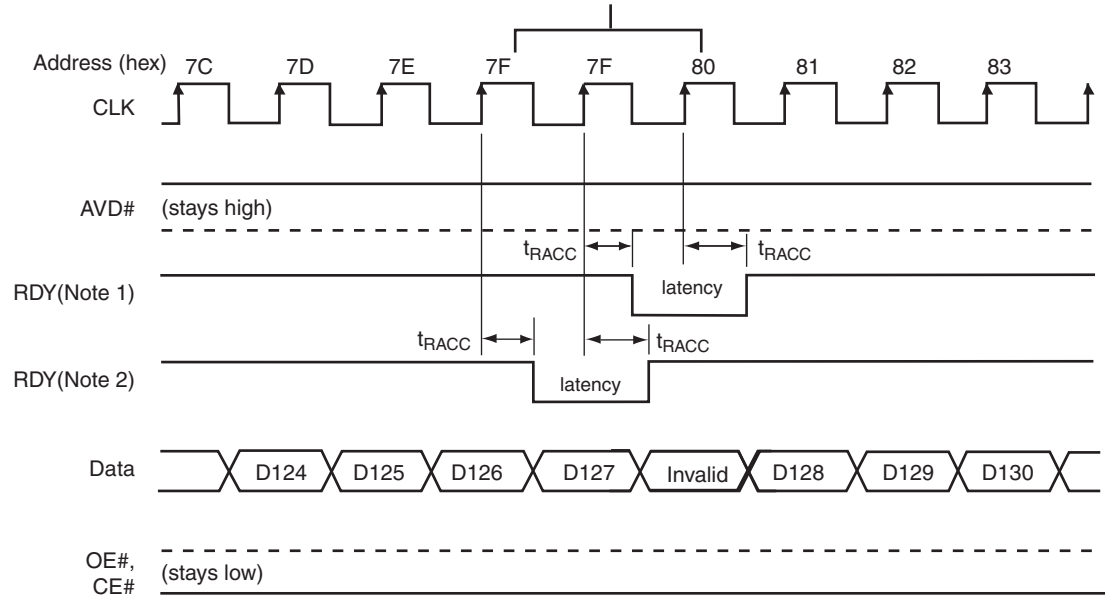 Address (hex) 7C 7D 7E 7F 7F 80 81 82 83
CLK
AVD# (stays high)
tRACC tRACC
RDY(Note 1) latency
tRACC tRACC
RDY(Note 2) latency
Data D124 D125 D126 D127 Invalid D128 D129 D130
OE#,
CE# (stays low)